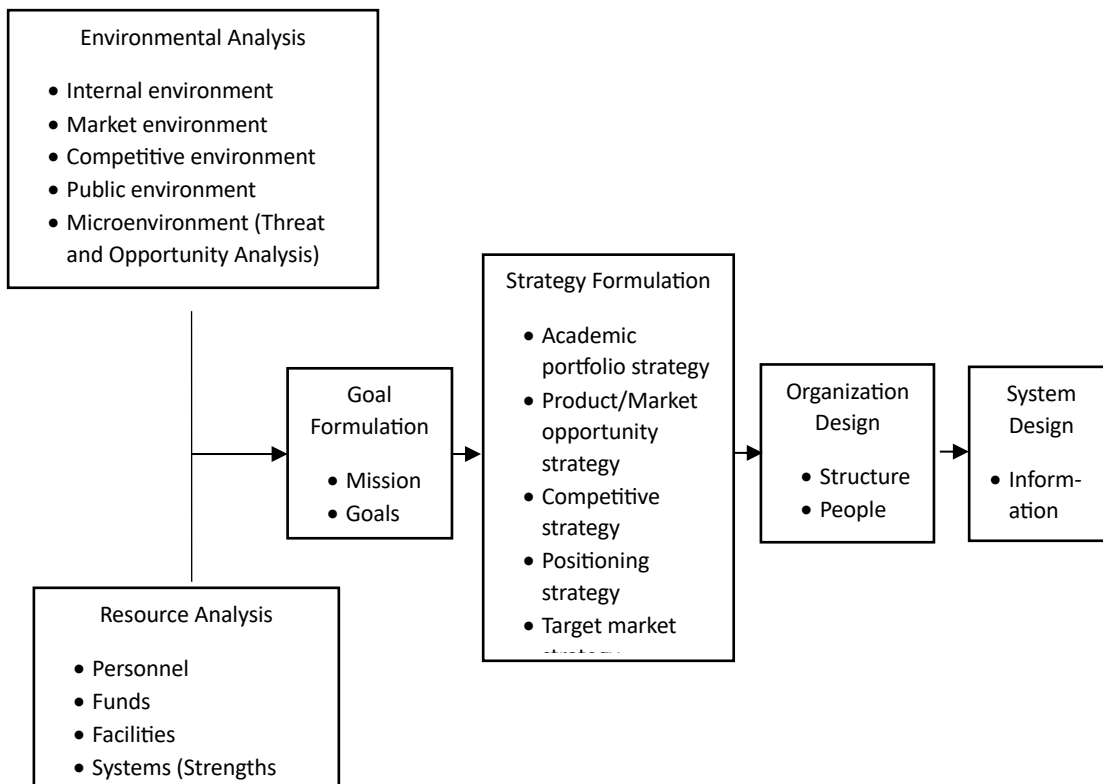 Environmental Analysis
• Internal environment
• Market environment
• Competitive environment
• Public environment
• Microenvironment (Threat
and Opportunity Analysis)
Goal
Formulation
• Mission
• Goals
Strategy Formulation
• Academic
portfolio strategy
• Product/Market
opportunity
strategy
• Competitive
strategy
• Positioning
strategy
• Target market
strategy
Organization
Design
• Structure
• People
System
Design
• Inform-
ation
Resource Analysis
• Personnel
• Funds
• Facilities
• Systems (Strengths